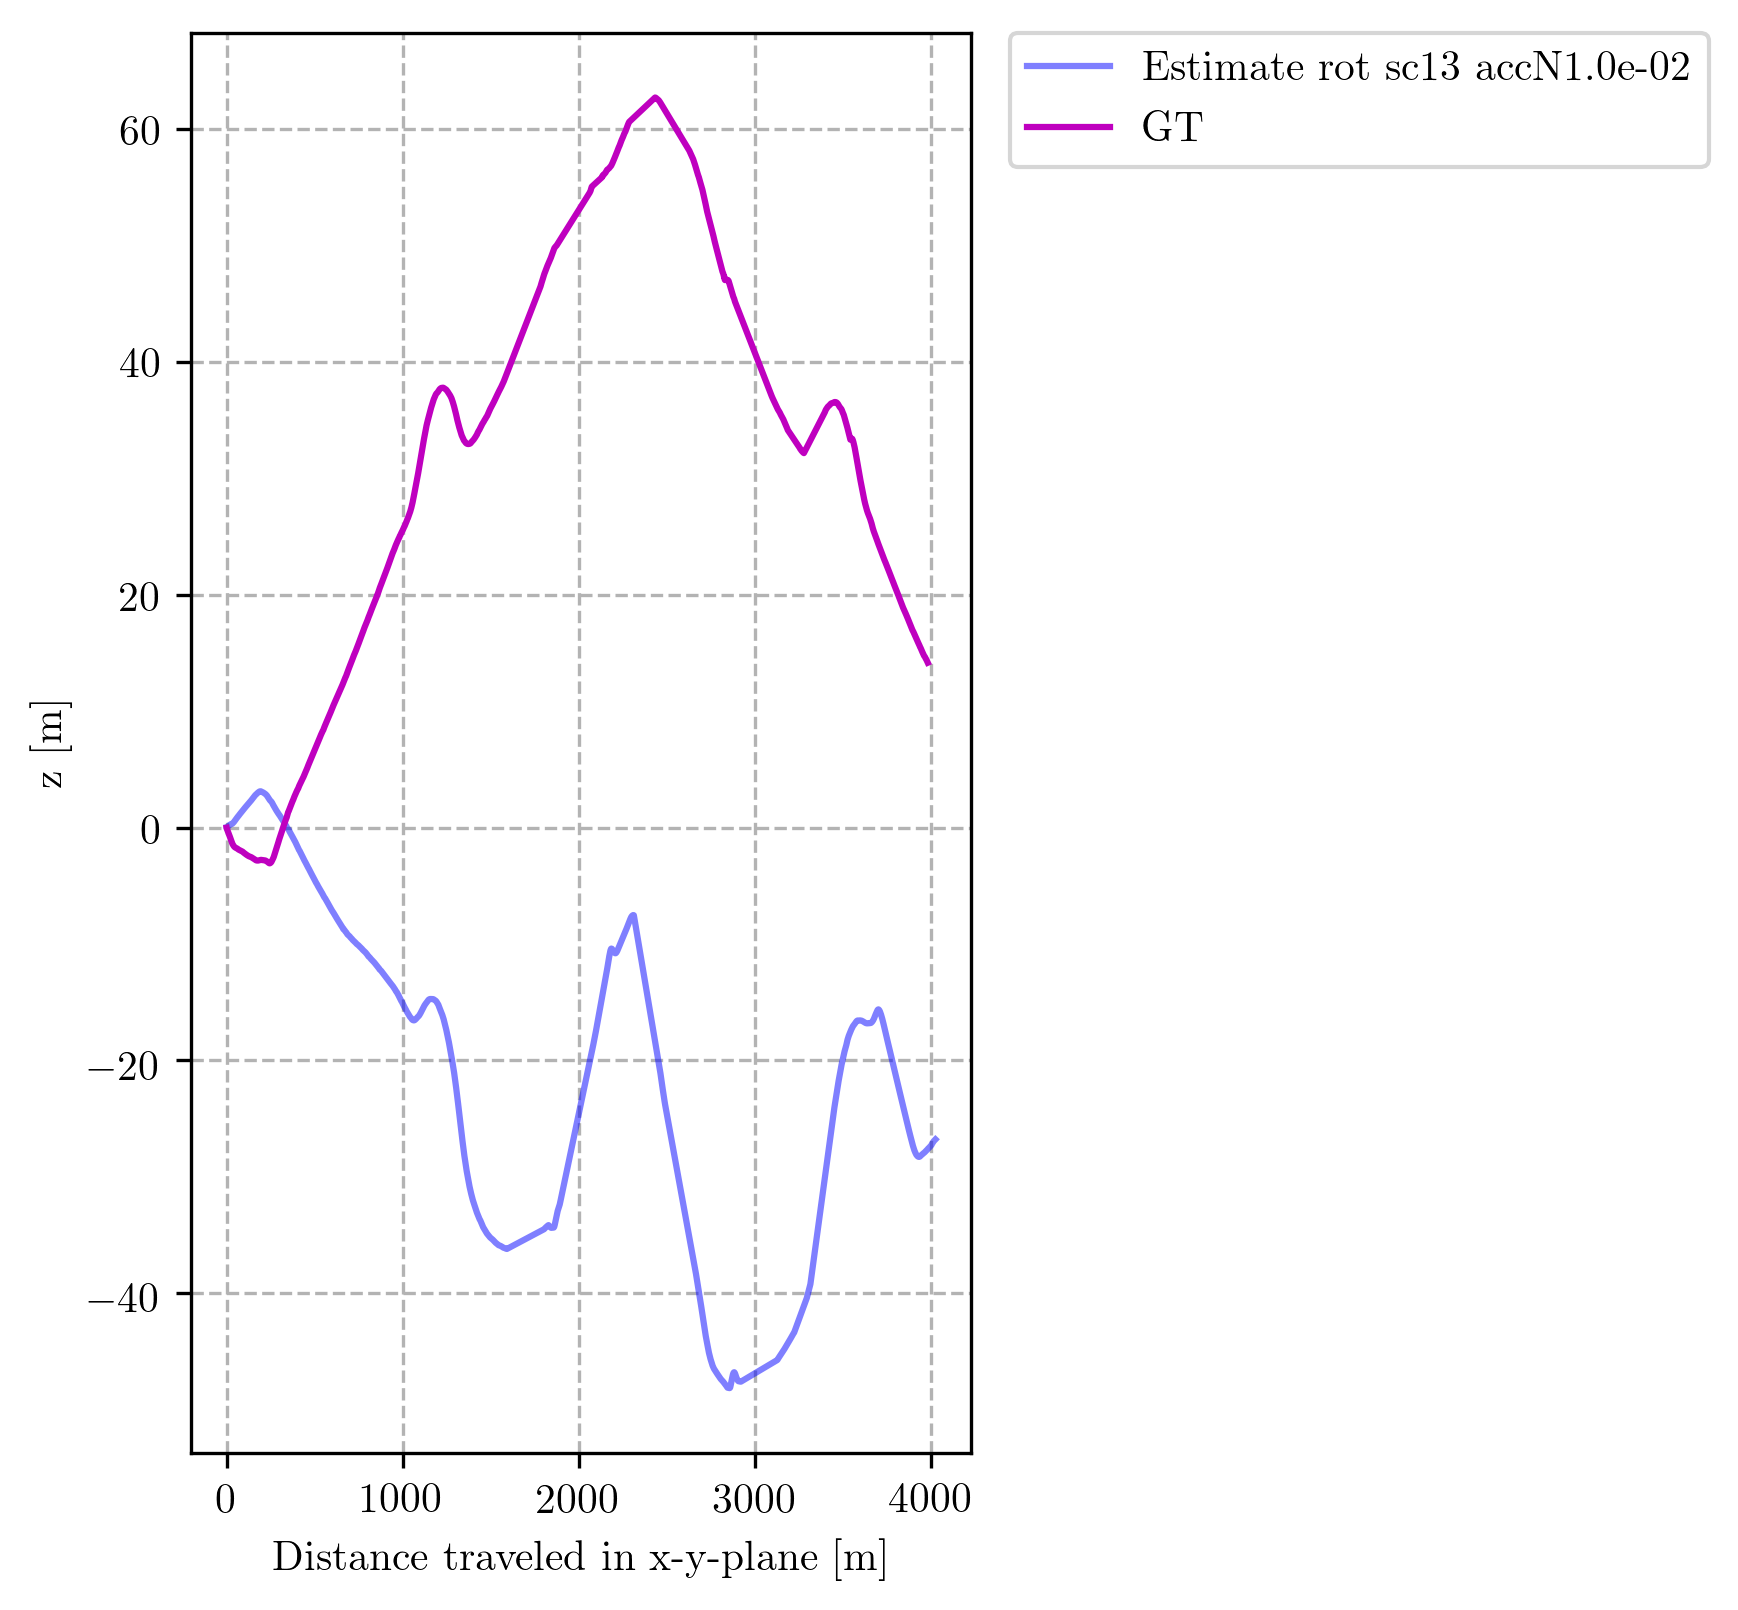 Estimate rot sc13 accN1.0e-02
GT
60
40
20
0
−20
−40
z [m]
0 1000 2000 3000 4000
Distance traveled in x-y-plane [m]